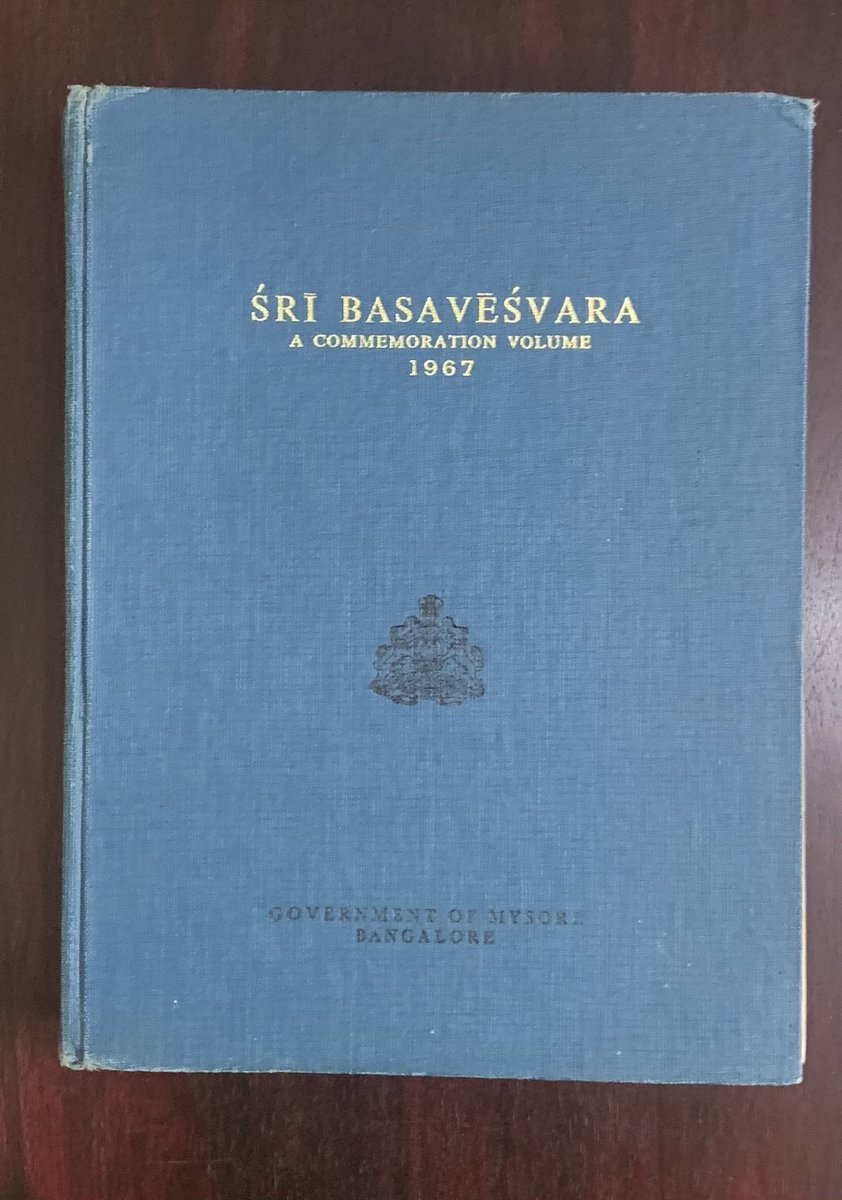 ŚRĪ BASAVĒŚVARA
A COMMEMORATION VOLUME
1967
GOVERNMENT OF MYSORE
BANGALORE